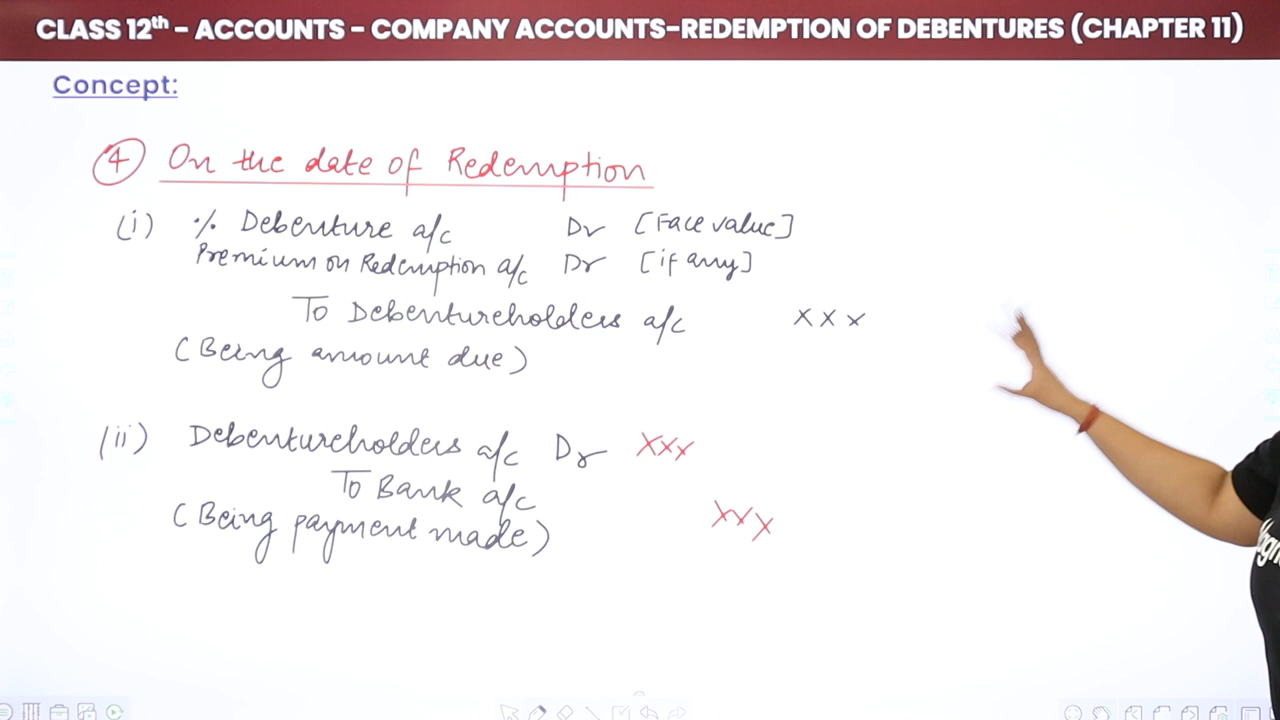 CLASS 12th - ACCOUNTS - COMPANY ACCOUNTS-REDEMPTION OF DEBENTURES (CHAPTER 11)
Concept:
④ On the date of Redemption
(i) % Debenture a/c Dr [Face value]
Premium on Redemption a/c Dr [if any]
To Debentureholders a/c x x x
(Being amount due)
(ii) Debentureholders a/c Dr xxx
To Bank a/c
(Being payment made) xxx